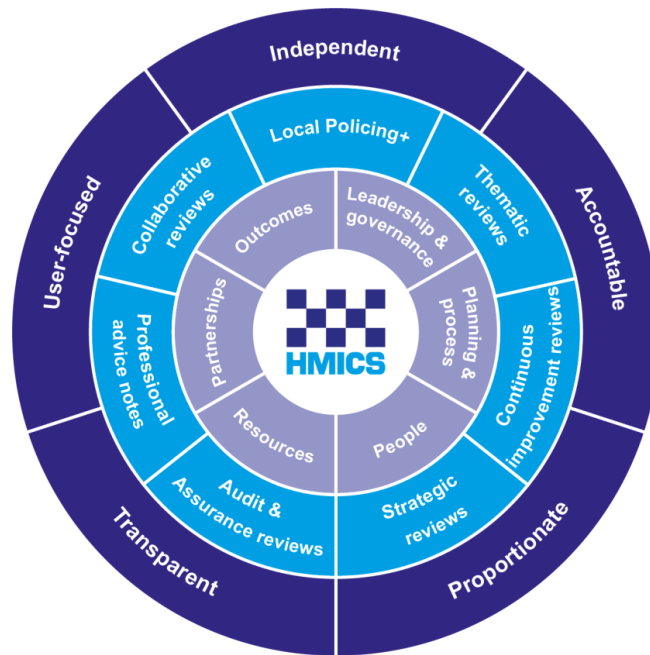 Independent
Accountable
Proportionate
Transparent
User-focused
Local Policing+
Thematic
reviews
Continuous
improvement reviews
Strategic
reviews
Audit &
Assurance reviews
Professional
advice notes
Collaborative
reviews
Leadership &
governance
Planning &
process
People
Resources
Partnerships
Outcomes
HMICS